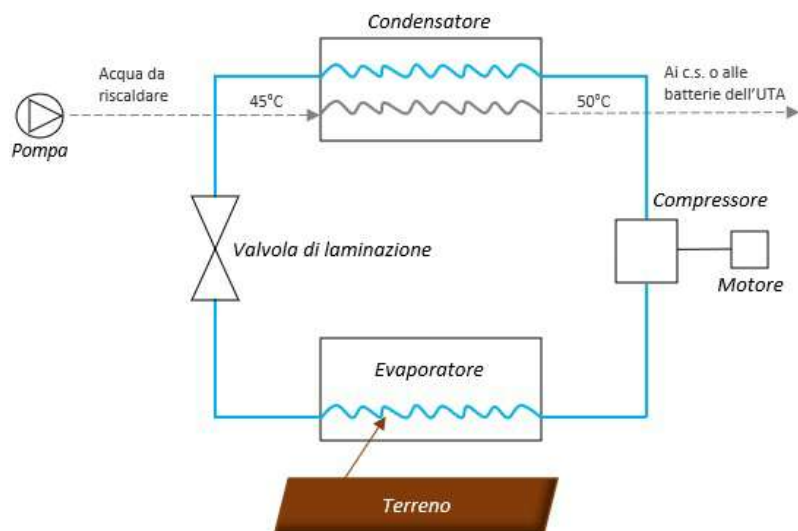 Condensatore
Acqua da
riscaldare
45°C
50°C
Ai c.s. o alle
batterie dell'UTA
Pompa
Compressore
Valvola di laminazione
Motore
Evaporatore
Terreno